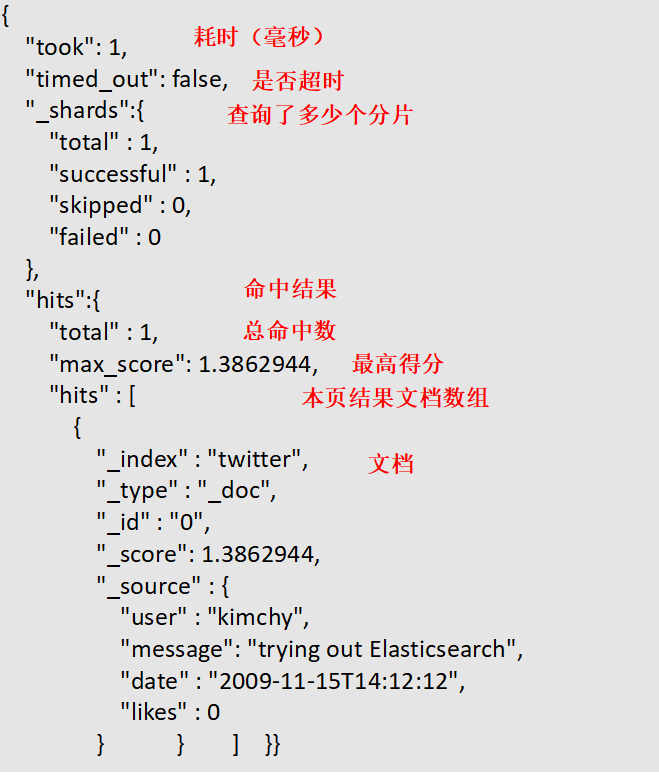 {
"took": 1, 耗时（毫秒）
"timed_out": false, 是否超时
"_shards":{ 查询了多少个分片
"total" : 1,
"successful" : 1,
"skipped" : 0,
"failed" : 0
},
"hits":{ 命中结果
"total" : 1, 总命中数
"max_score": 1.3862944, 最高得分
"hits" : [ 本页结果文档数组
{
"_index" : "twitter", 文档
"_type" : "_doc",
"_id" : "0",
"_score": 1.3862944,
"_source" : {
"user" : "kimchy",
"message": "trying out Elasticsearch",
"date" : "2009-11-15T14:12:12",
"likes" : 0
} } ] }}